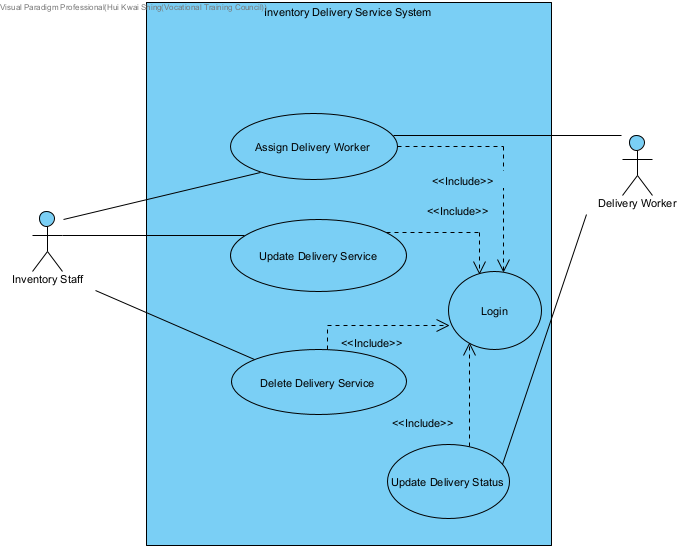 Visual Paradigm Professional(Hui Kwai Shing(Vocational Training Council))
Inventory Delivery Service System
Assign Delivery Worker
<<Include>>
Delivery Worker
<<Include>>
Update Delivery Service
Inventory Staff
Login
<<Include>>
Delete Delivery Service
<<Include>>
Update Delivery Status